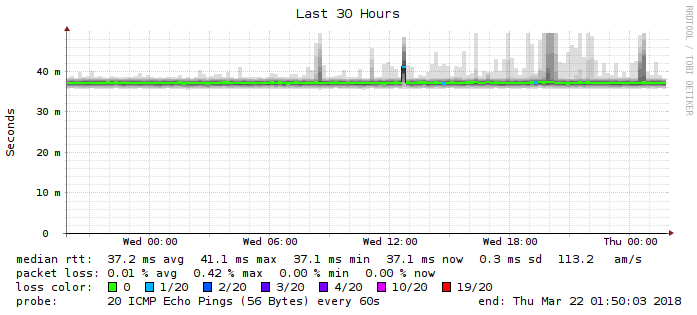 Last 30 Hours
RRDTOOL / TOBI OETIKER
Seconds
40 m
30 m
20 m
10 m
0
Wed 00:00 Wed 06:00 Wed 12:00 Wed 18:00 Thu 00:00
median rtt: 37.2 ms avg 41.1 ms max 37.1 ms min 37.1 ms now 0.3 ms sd 113.2 am/s
packet loss: 0.01 % avg 0.42 % max 0.00 % min 0.00 % now
loss color: 0 1/20 2/20 3/20 4/20 10/20 19/20
probe: 20 ICMP Echo Pings (56 Bytes) every 60s end: Thu Mar 22 01:50:03 2018